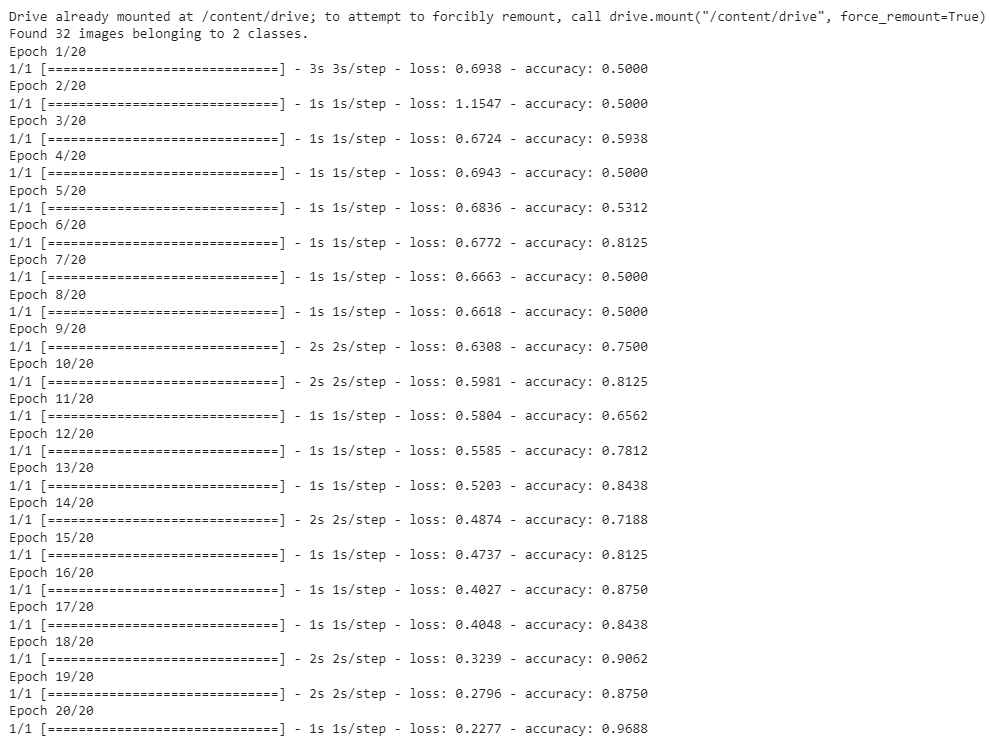 Drive already mounted at /content/drive; to attempt to forcibly remount, call drive.mount("/content/drive", force_remount=True)
Found 32 images belonging to 2 classes.
Epoch 1/20
1/1 [==============================] - 3s 3s/step - loss: 0.6938 - accuracy: 0.5000
Epoch 2/20
1/1 [==============================] - 1s 1s/step - loss: 1.1547 - accuracy: 0.5000
Epoch 3/20
1/1 [==============================] - 1s 1s/step - loss: 0.6724 - accuracy: 0.5938
Epoch 4/20
1/1 [==============================] - 1s 1s/step - loss: 0.6943 - accuracy: 0.5000
Epoch 5/20
1/1 [==============================] - 1s 1s/step - loss: 0.6836 - accuracy: 0.5312
Epoch 6/20
1/1 [==============================] - 1s 1s/step - loss: 0.6772 - accuracy: 0.8125
Epoch 7/20
1/1 [==============================] - 1s 1s/step - loss: 0.6663 - accuracy: 0.5000
Epoch 8/20
1/1 [==============================] - 1s 1s/step - loss: 0.6618 - accuracy: 0.5000
Epoch 9/20
1/1 [==============================] - 2s 2s/step - loss: 0.6308 - accuracy: 0.7500
Epoch 10/20
1/1 [==============================] - 2s 2s/step - loss: 0.5981 - accuracy: 0.8125
Epoch 11/20
1/1 [==============================] - 1s 1s/step - loss: 0.5804 - accuracy: 0.6562
Epoch 12/20
1/1 [==============================] - 1s 1s/step - loss: 0.5585 - accuracy: 0.7812
Epoch 13/20
1/1 [==============================] - 1s 1s/step - loss: 0.5203 - accuracy: 0.8438
Epoch 14/20
1/1 [==============================] - 2s 2s/step - loss: 0.4874 - accuracy: 0.7188
Epoch 15/20
1/1 [==============================] - 1s 1s/step - loss: 0.4737 - accuracy: 0.8125
Epoch 16/20
1/1 [==============================] - 1s 1s/step - loss: 0.4027 - accuracy: 0.8750
Epoch 17/20
1/1 [==============================] - 1s 1s/step - loss: 0.4048 - accuracy: 0.8438
Epoch 18/20
1/1 [==============================] - 2s 2s/step - loss: 0.3239 - accuracy: 0.9062
Epoch 19/20
1/1 [==============================] - 2s 2s/step - loss: 0.2796 - accuracy: 0.8750
Epoch 20/20
1/1 [==============================] - 1s 1s/step - loss: 0.2277 - accuracy: 0.9688